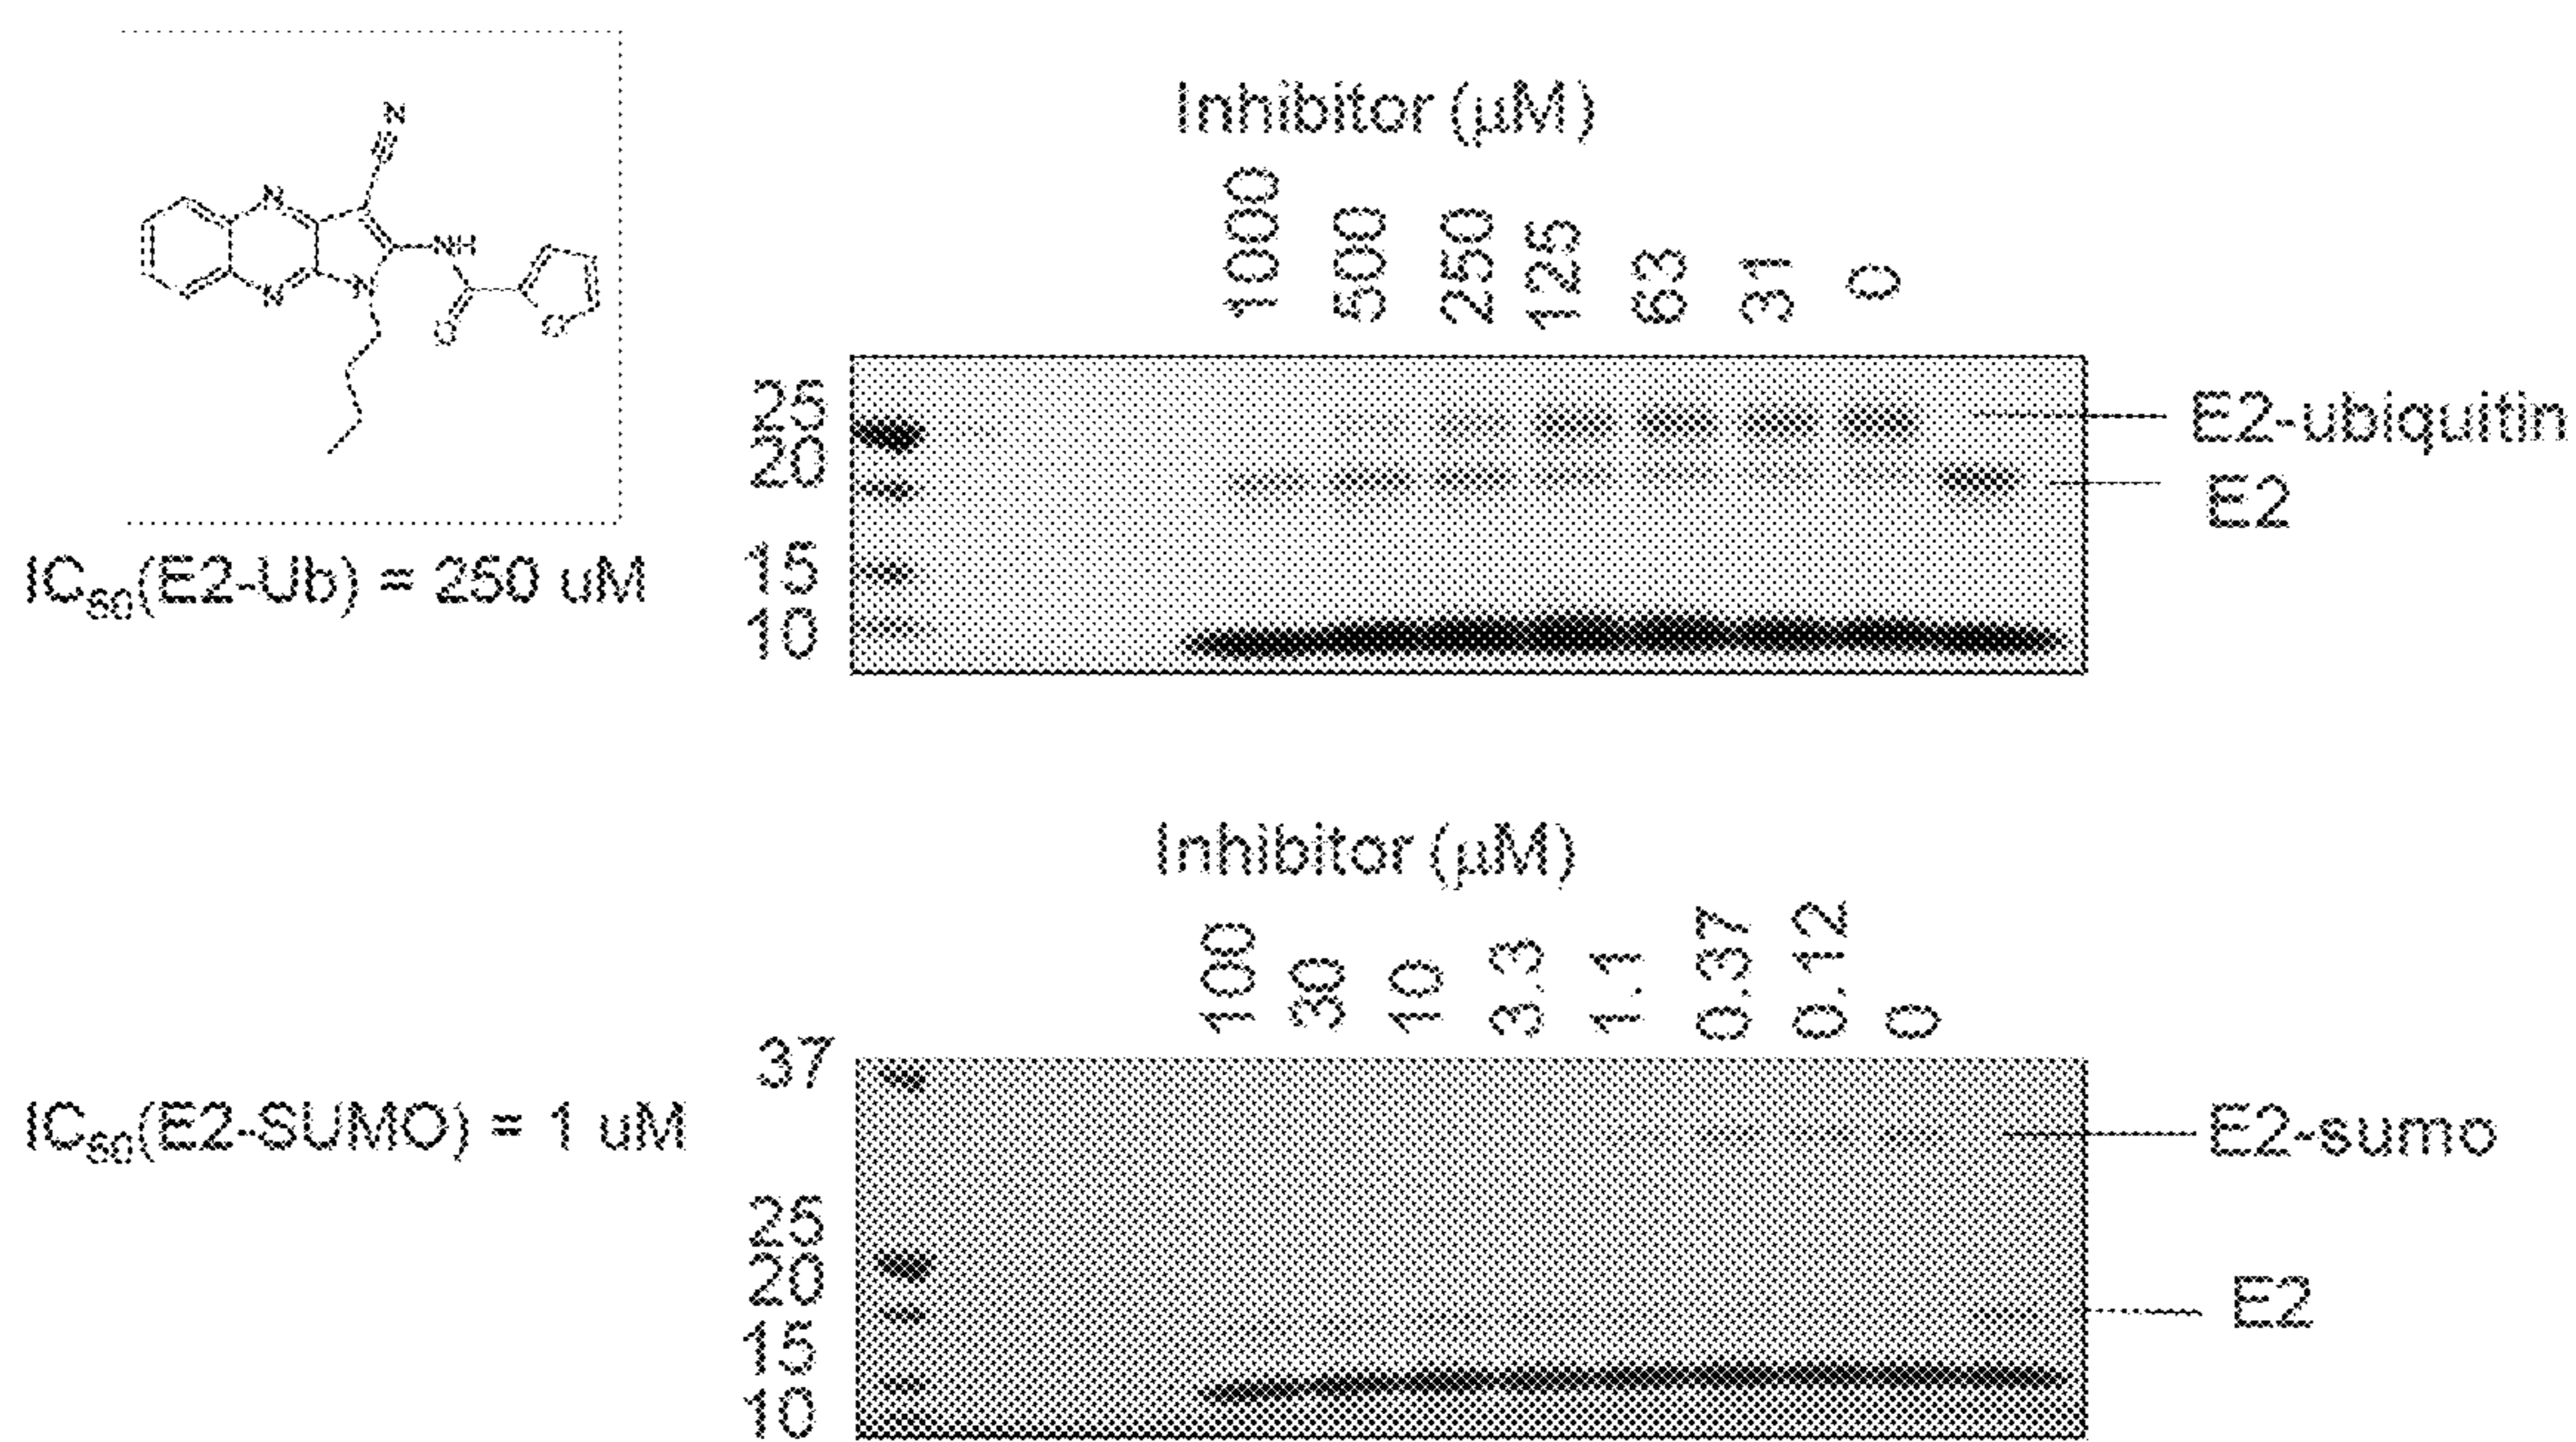 N
N
N
N
NH
O
O
IC50(E2-Ub) = 250 uM
Inhibitor (µM)
1000 500 250 125 63 31 0
25
20
15
10
E2-ubiquitin
E2
Inhibitor (µM)
100 30 10 3.3 1.1 0.37 0.12 0
IC50(E2-SUMO) = 1 uM
37
25
20
15
10
E2-sumo
E2